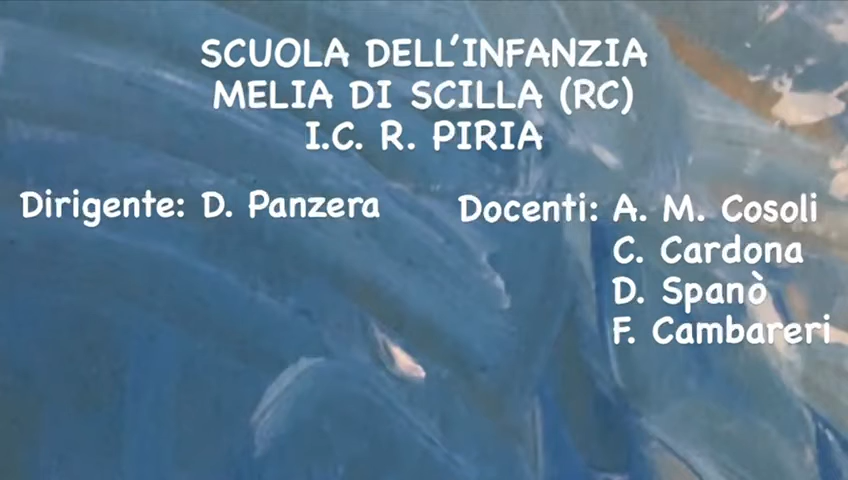 SCUOLA DELL'INFANZIA
MELIA DI SCILLA (RC)
I.C. R. PIRIA
Dirigente: D. Panzera
Docenti: A. M. Cosoli
C. Cardona
D. Spanò
F. Cambareri